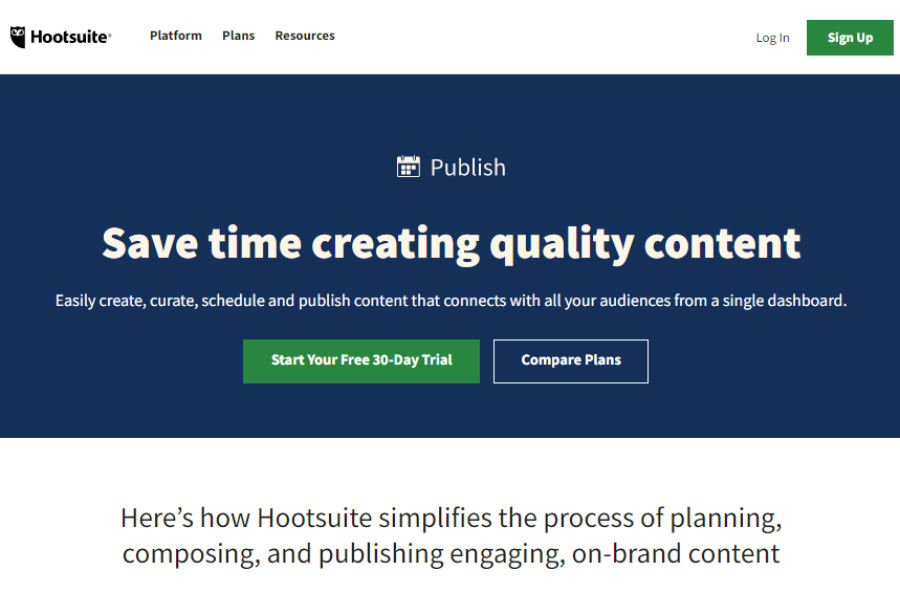 Hootsuite®
Platform Plans Resources
Log In Sign Up
Publish
Save time creating quality content
Easily create, curate, schedule and publish content that connects with all your audiences from a single dashboard.
Start Your Free 30-Day Trial
Compare Plans
Here’s how Hootsuite simplifies the process of planning,
composing, and publishing engaging, on-brand content